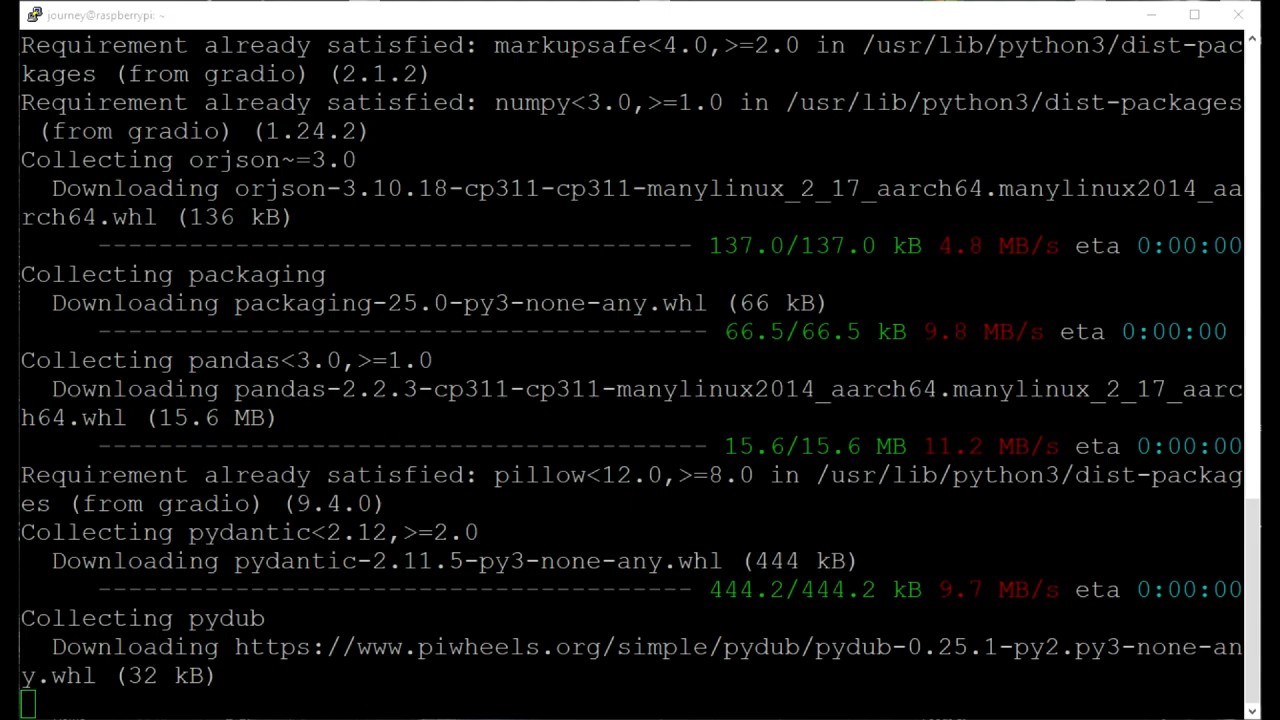 journey@raspberrypi: ~
Requirement already satisfied: markupsafe<4.0,>=2.0 in /usr/lib/python3/dist-pac
kages (from gradio) (2.1.2)
Requirement already satisfied: numpy<3.0,>=1.0 in /usr/lib/python3/dist-packages
 (from gradio) (1.24.2)
Collecting orjson~=3.0
  Downloading orjson-3.10.18-cp311-cp311-manylinux_2_17_aarch64.manylinux2014_aa
rch64.whl (136 kB)
     --------------------------------------- 137.0/137.0 kB 4.8 MB/s eta 0:00:00
Collecting packaging
  Downloading packaging-25.0-py3-none-any.whl (66 kB)
     ---------------------------------------- 66.5/66.5 kB 9.8 MB/s eta 0:00:00
Collecting pandas<3.0,>=1.0
  Downloading pandas-2.2.3-cp311-cp311-manylinux2014_aarch64.manylinux_2_17_aarc
h64.whl (15.6 MB)
     ---------------------------------------- 15.6/15.6 MB 11.2 MB/s eta 0:00:00
Requirement already satisfied: pillow<12.0,>=8.0 in /usr/lib/python3/dist-packag
es (from gradio) (9.4.0)
Collecting pydantic<2.12,>=2.0
  Downloading pydantic-2.11.5-py3-none-any.whl (444 kB)
     --------------------------------------- 444.2/444.2 kB 9.7 MB/s eta 0:00:00
Collecting pydub
  Downloading https://www.piwheels.org/simple/pydub/pydub-0.25.1-py2.py3-none-an
y.whl (32 kB)